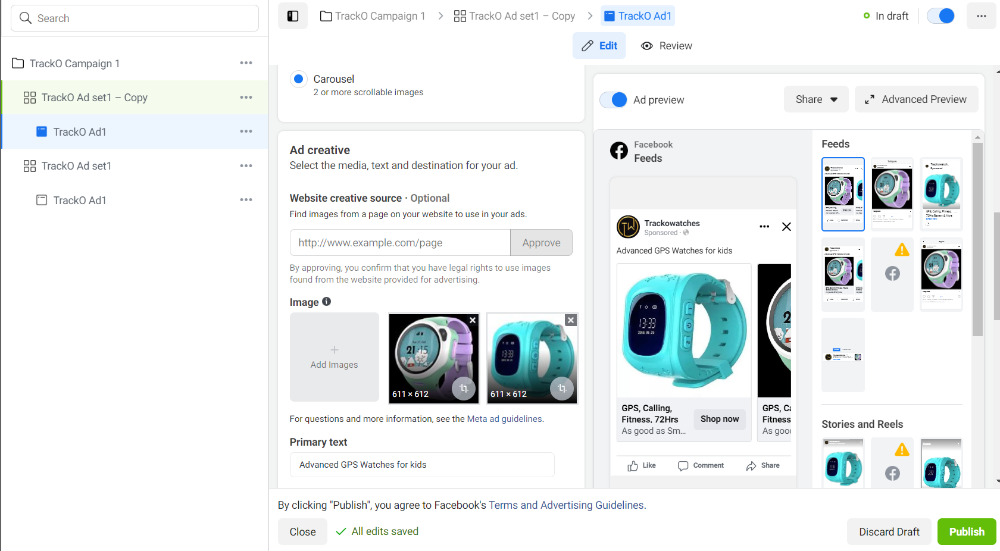 Search
TrackO Campaign 1
TrackO Ad set1 – Copy
TrackO Ad1
TrackO Ad set1
TrackO Ad1
TrackO Campaign 1
TrackO Ad set1 – Copy
TrackO Ad1
In draft
Edit
Review
Carousel
2 or more scrollable images
Ad creative
Select the media, text and destination for your ad.
Website creative source · Optional
Find images from a page on your website to use in your ads.
http://www.example.com/page
Approve
By approving, you confirm that you have legal rights to use images
found from the website provided for advertising.
Image
Add Images
611 × 612
611 × 612
For questions and more information, see the Meta ad guidelines.
Primary text
Advanced GPS Watches for kids
Ad preview
Share
Advanced Preview
Facebook
Feeds
Trackowatches
Sponsored ·
Advanced GPS Watches for kids
13:33
GPS, Calling,
Fitness, 72Hrs
As good as Sm...
Shop now
GPS, Ca
Fitness
As good
Like
Comment
Share
Feeds
Stories and Reels
By clicking "Publish", you agree to Facebook's Terms and Advertising Guidelines.
Close
All edits saved
Discard Draft
Publish